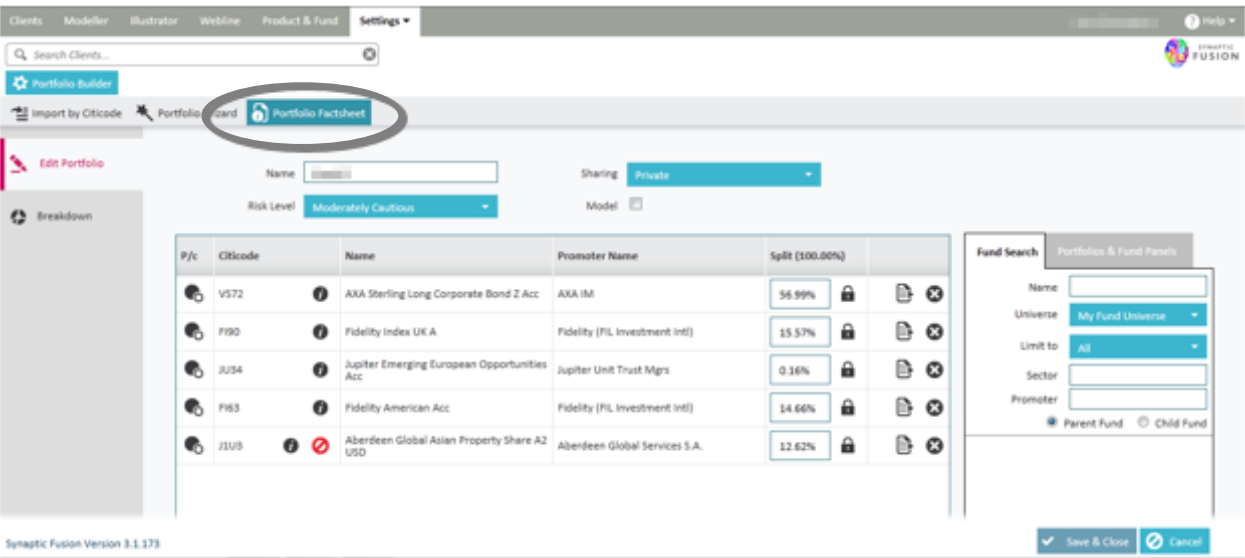 Clients Modeller Illustrator Webline Product & Fund Settings Help
Search Clients...
SYNAPTIC
FUSION
Portfolio Builder
Import by Citicode Portfolio izard Portfolio Factsheet
Edit Portfolio
Breakdown
Name Sharing Private
Risk Level Moderately Cautious Model
P/c Citicode Name Promoter Name Split (100.00%)
VS72 AXA Sterling Long Corporate Bond Z Acc AXA IM 56.99%
FI90 Fidelity Index UK A Fidelity (FIL Investment Intl) 15.57%
JU34 Jupiter Emerging European Opportunities
Acc Jupiter Unit Trust Mgrs 0.16%
FI63 Fidelity American Acc Fidelity (FIL Investment Intl) 14.66%
J1U3 Aberdeen Global Asian Property Share A2
USD Aberdeen Global Services S.A. 12.62%
Fund Search Portfolios & Fund Panels
Name
Universe My Fund Universe
Limit to All
Sector
Promoter
Parent Fund Child Fund
Synaptic Fusion Version 3.1.173
Save & Close Cancel